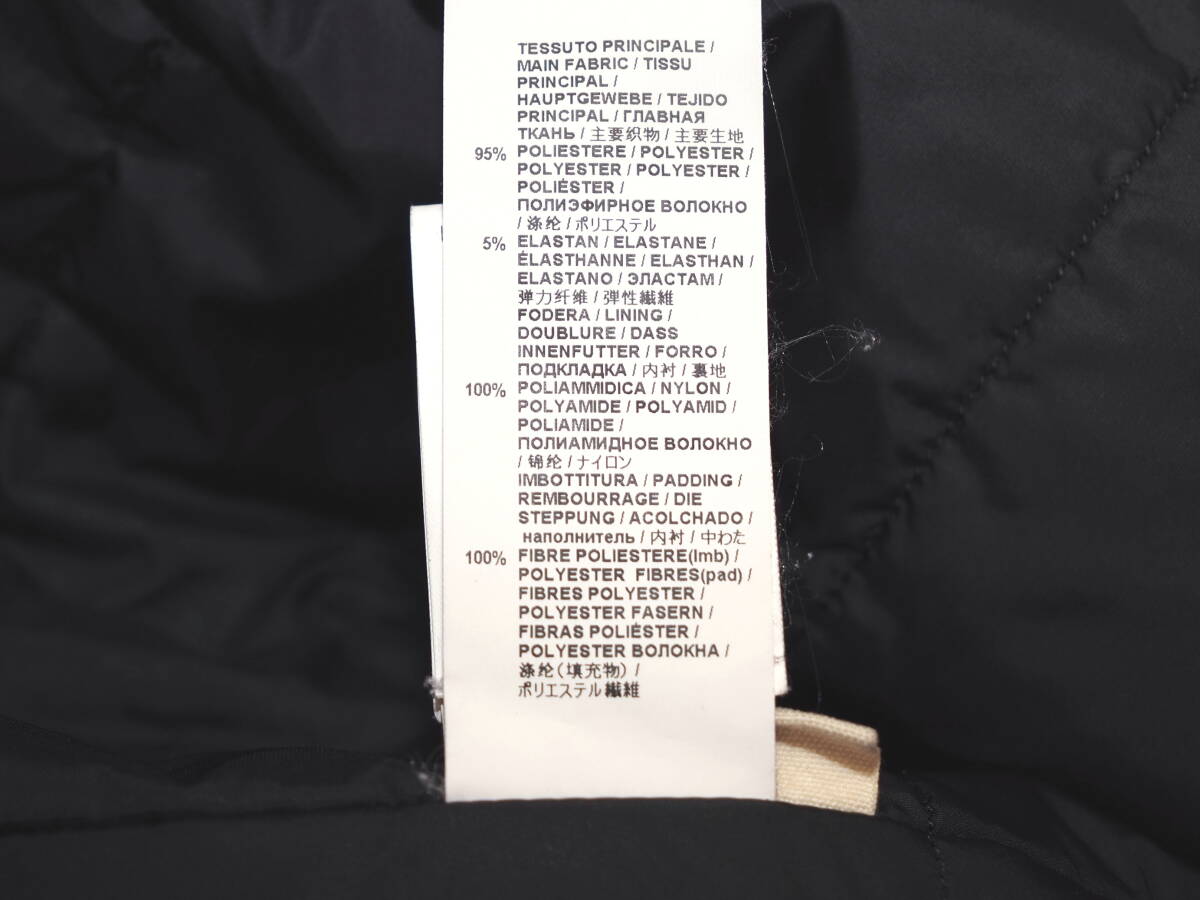 TESSUTO PRINCIPALE /
MAIN FABRIC / TISSU
PRINCIPAL /
HAUPTGEWEBE / TEJIDO
PRINCIPAL / ГЛАВНАЯ
ТКАНЬ / 主要织物 / 主要生地
95% POLIESTERE / POLYESTER /
POLYESTER / POLYESTER /
POLIÉSTER /
ПОЛИЭФИРНОЕ ВОЛОКНО
/ 涤纶 / ポリエステル
5% ELASTAN / ELASTANE /
ÉLASTHANNE / ELASTHAN /
ELASTANO / ЭЛАСТАМ /
弹力纤维 / 弾性繊維
FODERA / LINING /
DOUBLURE / DASS
INNENFUTTER / FORRO /
ПОДКЛАДКА / 内衬 / 裏地
100% POLIAMMIDICA / NYLON /
POLYAMIDE / POLYAMID /
POLIAMIDE /
ПОЛИАМИДНОЕ ВОЛОКНО
/ 锦纶 / ナイロン
IMBOTTITURA / PADDING /
REMBOURRAGE / DIE
STEPPUNG / ACOLCHADO /
наполнитель / 内衬 / 中わた
100% FIBRE POLIESTERE(Imb) /
POLYESTER FIBRES(pad) /
FIBRES POLYESTER /
POLYESTER FASERN /
FIBRAS POLIÉSTER /
POLYESTER ВОЛОКНА /
涤纶(填充物) /
ポリエステル繊維